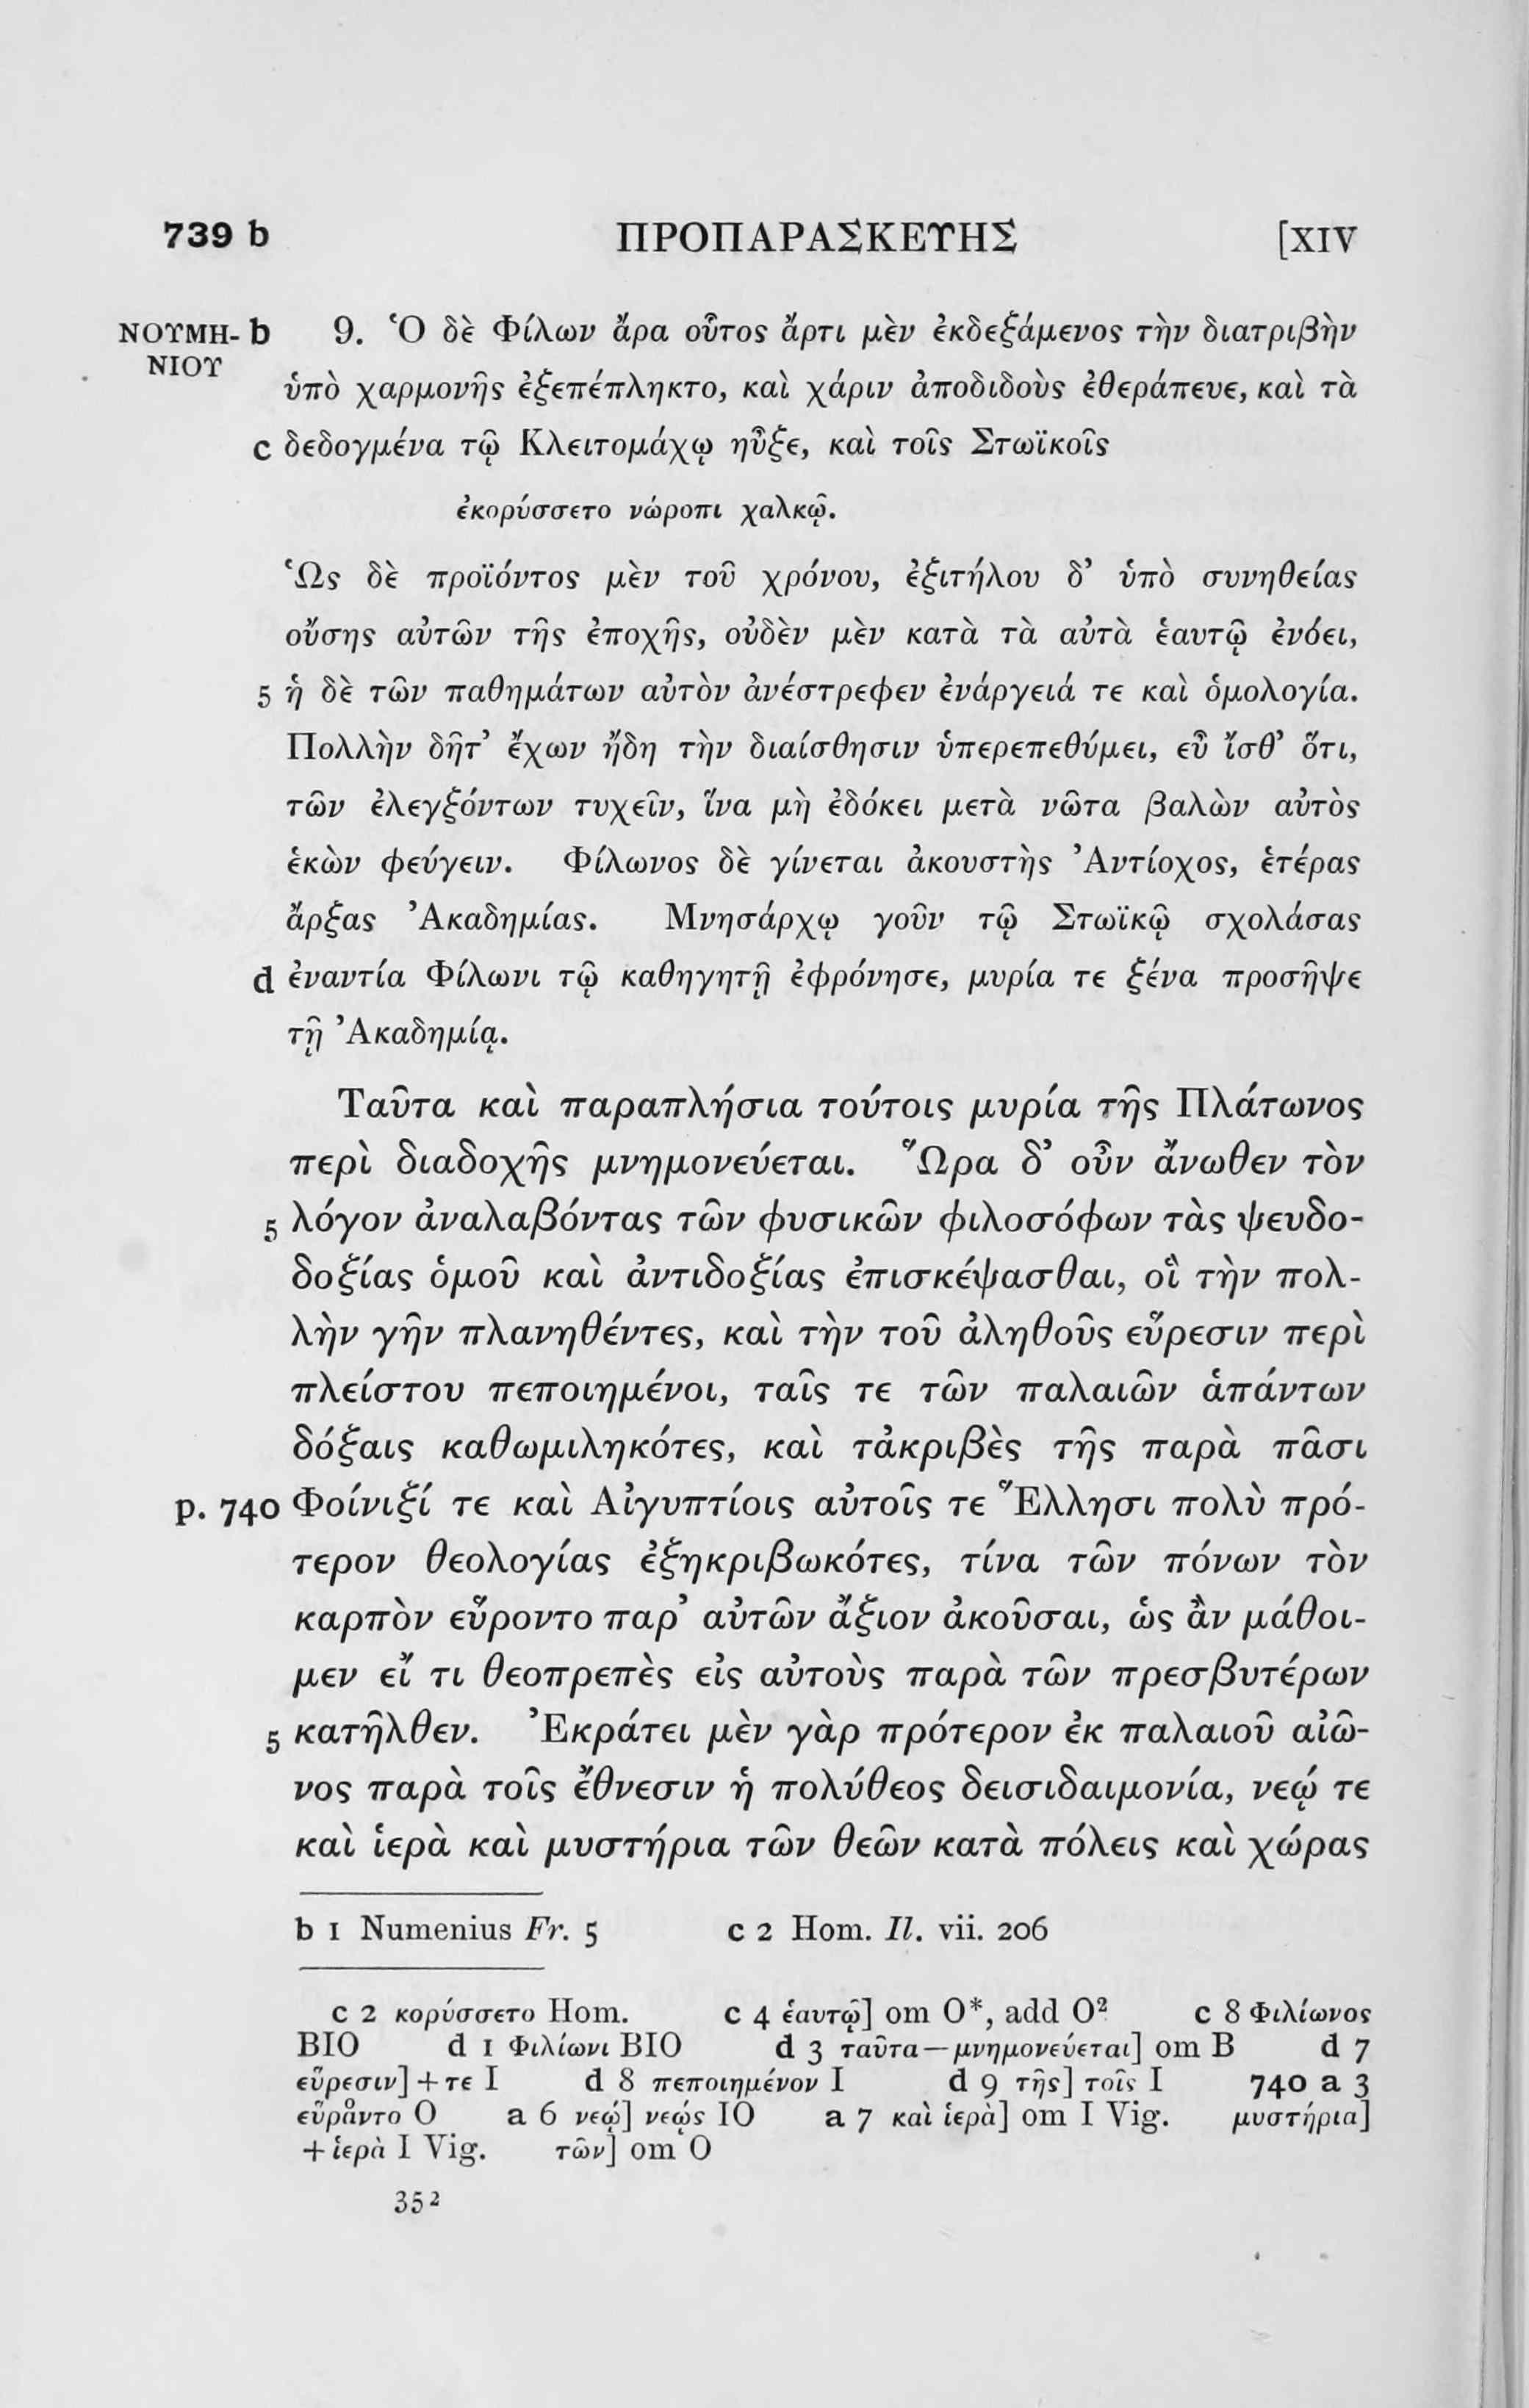 739 b ΠΡΟΠΑΡΑΣΚΕΥΗΣ [XIV
ΝΟΥΜΗ- b 9. Ὁ δὲ Φίλων ἄρα οὗτος ἄρτι μὲν ἐκδεξάμενος τὴν διατριβὴν
ΝΙΟΥ
ὑπὸ χαρμονῆς ἐξεπέπληκτο, καὶ χάριν ἀποδιδοὺς ἐθεράπευε, καὶ τὰ
c δεδογμένα τῷ Κλειτομάχῳ ηὖξε, καὶ τοῖς Στωϊκοῖς
ἐκορύσσετο νώροπι χαλκῷ.
Ὡς δὲ προϊόντος μὲν τοῦ χρόνου, ἐξιτήλου δ’ ὑπὸ συνηθείας
οὔσης αὐτῶν τῆς ἐποχῆς, οὐδὲν μὲν κατὰ τὰ αὐτὰ ἑαυτῷ ἐνόει,
5 ἡ δὲ τῶν παθημάτων αὐτὸν ἀνέστρεφεν ἐνάργειά τε καὶ ὁμολογία.
Πολλὴν δῆτ’ ἔχων ἤδη τὴν διαίσθησιν ὑπερεπεθύμει, εὖ ἴσθ’ ὅτι,
τῶν ἐλεγξόντων τυχεῖν, ἵνα μὴ ἐδόκει μετὰ νῶτα βαλὼν αὐτὸς
ἑκὼν φεύγειν. Φίλωνος δὲ γίνεται ἀκουστὴς Ἀντίοχος, ἑτέρας
ἄρξας Ἀκαδημίας. Μνησάρχῳ γοῦν τῷ Στωϊκῷ σχολάσας
d ἐναντία Φίλωνι τῷ καθηγητῇ ἐφρόνησε, μυρία τε ξένα προσῆψε
τῇ Ἀκαδημίᾳ.
Ταῦτα καὶ παραπλήσια τούτοις μυρία τῆς Πλάτωνος
περὶ διαδοχῆς μνημονεύεται. Ὥρα δ’ οὖν ἄνωθεν τὸν
5 λόγον ἀναλαβόντας τῶν φυσικῶν φιλοσόφων τὰς ψευδο-
δοξίας ὁμοῦ καὶ ἀντιδοξίας ἐπισκέψασθαι, οἳ τὴν πολ-
λὴν γῆν πλανηθέντες, καὶ τὴν τοῦ ἀληθοῦς εὕρεσιν περὶ
πλείστου πεποιημένοι, ταῖς τε τῶν παλαιῶν ἁπάντων
δόξαις καθωμιληκότες, καὶ τἀκριβὲς τῆς παρὰ πᾶσι
p. 740 Φοίνιξί τε καὶ Αἰγυπτίοις αὐτοῖς τε Ἕλλησι πολὺ πρό-
τερον θεολογίας ἐξηκριβωκότες, τίνα τῶν πόνων τὸν
καρπὸν εὕροντο παρ’ αὐτῶν ἄξιον ἀκοῦσαι, ὡς ἂν μάθοι-
μεν εἴ τι θεοπρεπὲς εἰς αὐτοὺς παρὰ τῶν πρεσβυτέρων
5 κατῆλθεν. Ἐκράτει μὲν γὰρ πρότερον ἐκ παλαιοῦ αἰῶ-
νος παρὰ τοῖς ἔθνεσιν ἡ πολύθεος δεισιδαιμονία, νεῴ τε
καὶ ἱερὰ καὶ μυστήρια τῶν θεῶν κατὰ πόλεις καὶ χώρας
b 1 Numenius Fr. 5 c 2 Hom. Il. vii. 206
c 2 κορύσσετο Hom. c 4 ἑαυτῷ] om O*, add O² c 8 Φιλίωνος
BIO d 1 Φιλίωνι BIO d 3 ταῦτα—μνημονεύεται] om B d 7
εὕρεσιν] + τε I d 8 πεποιημένον I d 9 τῆς] τοῖς I 740 a 3
εὕραντο O a 6 νεῴ] νεῴς IO a 7 καὶ ἱερὰ] om I Vig. μυστήρια]
+ ἱερὰ I Vig. τῶν] om O
352